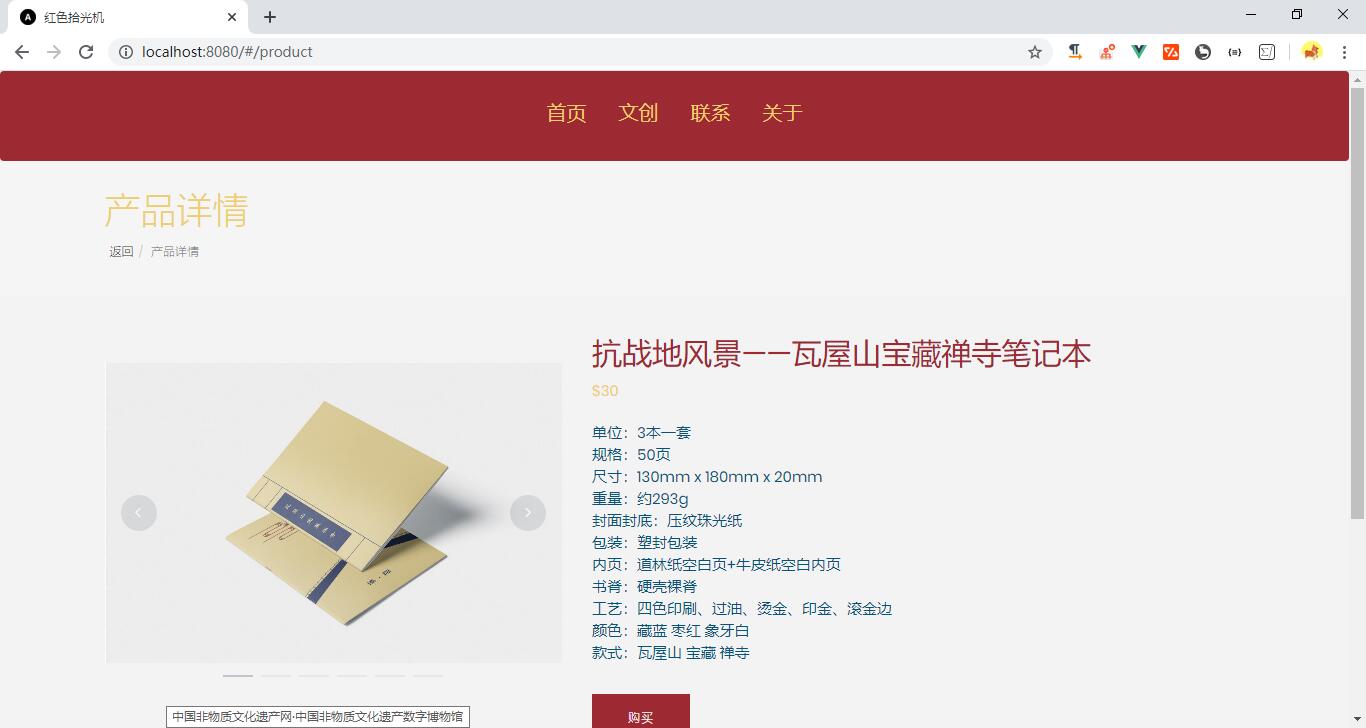 红色拾光机
localhost:8080/#/product
首页 文创 联系 关于
产品详情
返回 / 产品详情
抗战地风景——瓦屋山宝藏禅寺笔记本
$30
单位：3本一套
规格：50页
尺寸：130mm x 180mm x 20mm
重量：约293g
封面封底：压纹珠光纸
包装：塑封包装
内页：道林纸空白页+牛皮纸空白内页
书脊：硬壳裸脊
工艺：四色印刷、过油、烫金、印金、滚金边
颜色：藏蓝 枣红 象牙白
款式：瓦屋山 宝藏 禅寺
购买
中国非物质文化遗产网·中国非物质文化遗产数字博物馆